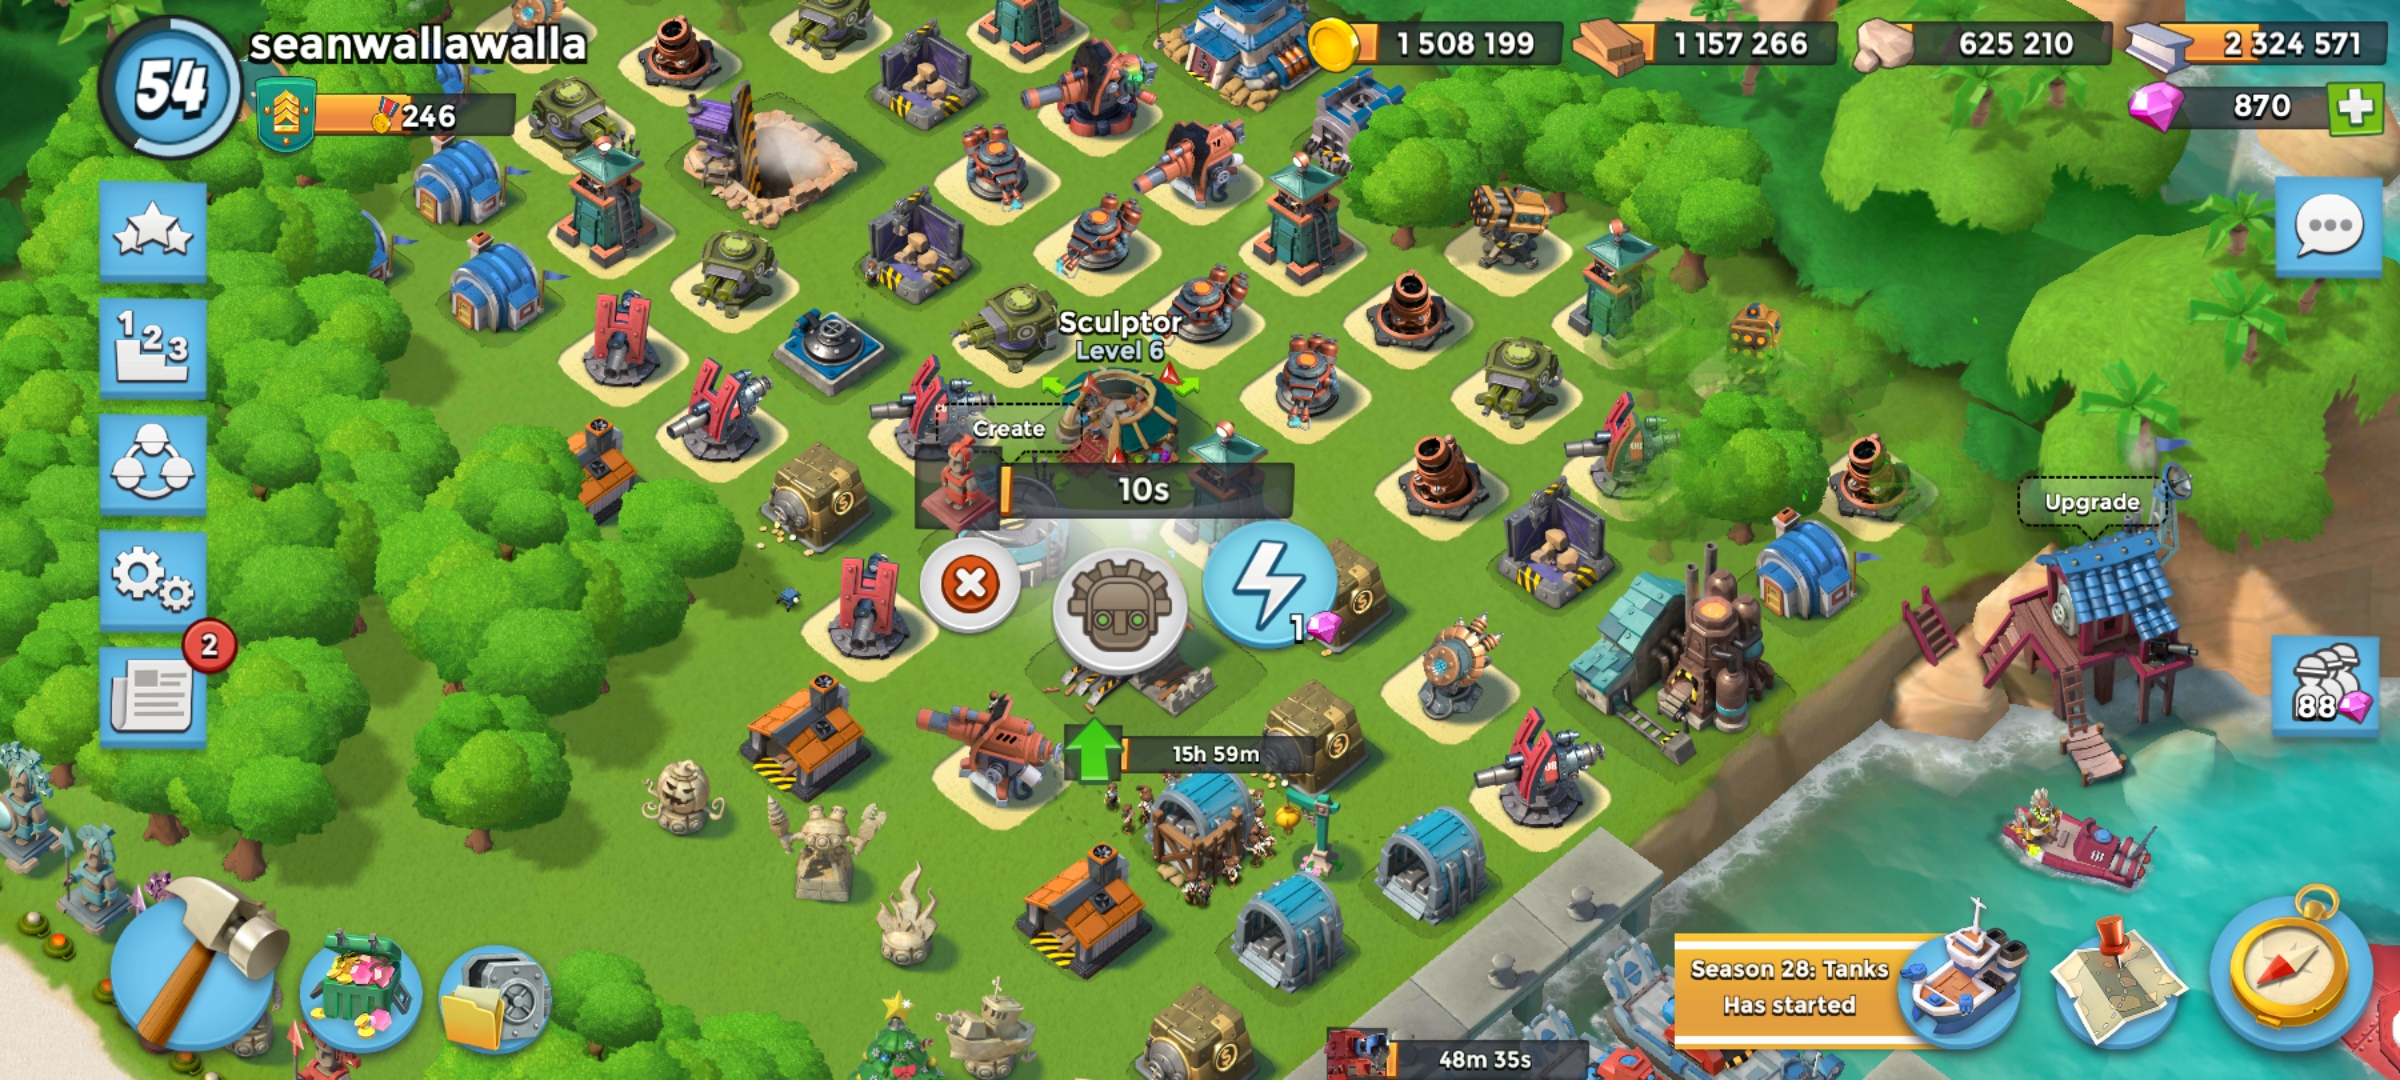 54
seanwallawalla
246
1 508 199
1 157 266
625 210
2 324 571
870
123
Sculptor
Level 6
Create
10s
1
Upgrade
2
88
15h 59m
Season 28: Tanks
Has started
48m 35s